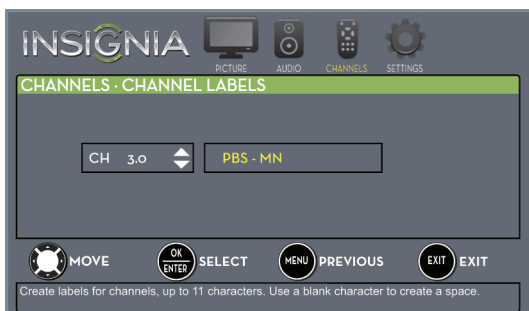 INSIGNIA
PICTURE AUDIO CHANNELS SETTINGS
CHANNELS · CHANNEL LABELS
CH 3.0 PBS - MN
MOVE OK ENTER SELECT MENU PREVIOUS EXIT EXIT
Create labels for channels, up to 11 characters. Use a blank character to create a space.